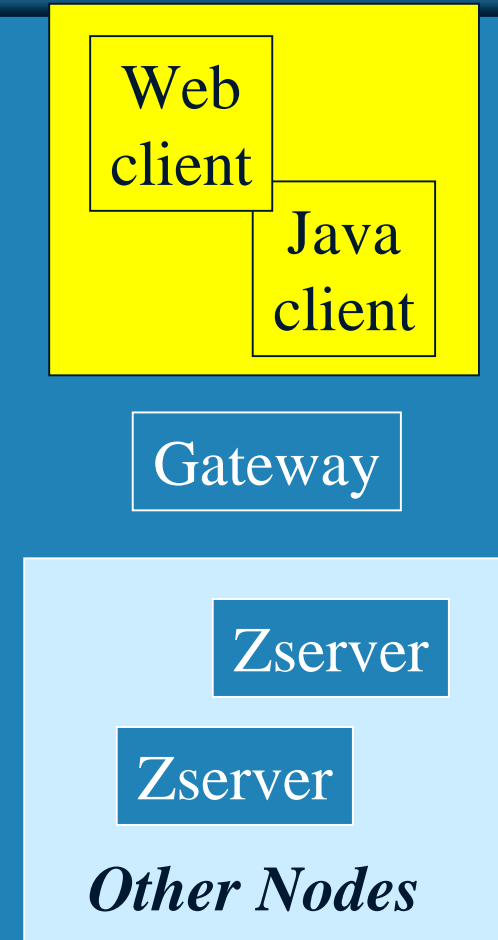 Web
client
Java
client
Gateway
Zserver
Zserver
Other Nodes